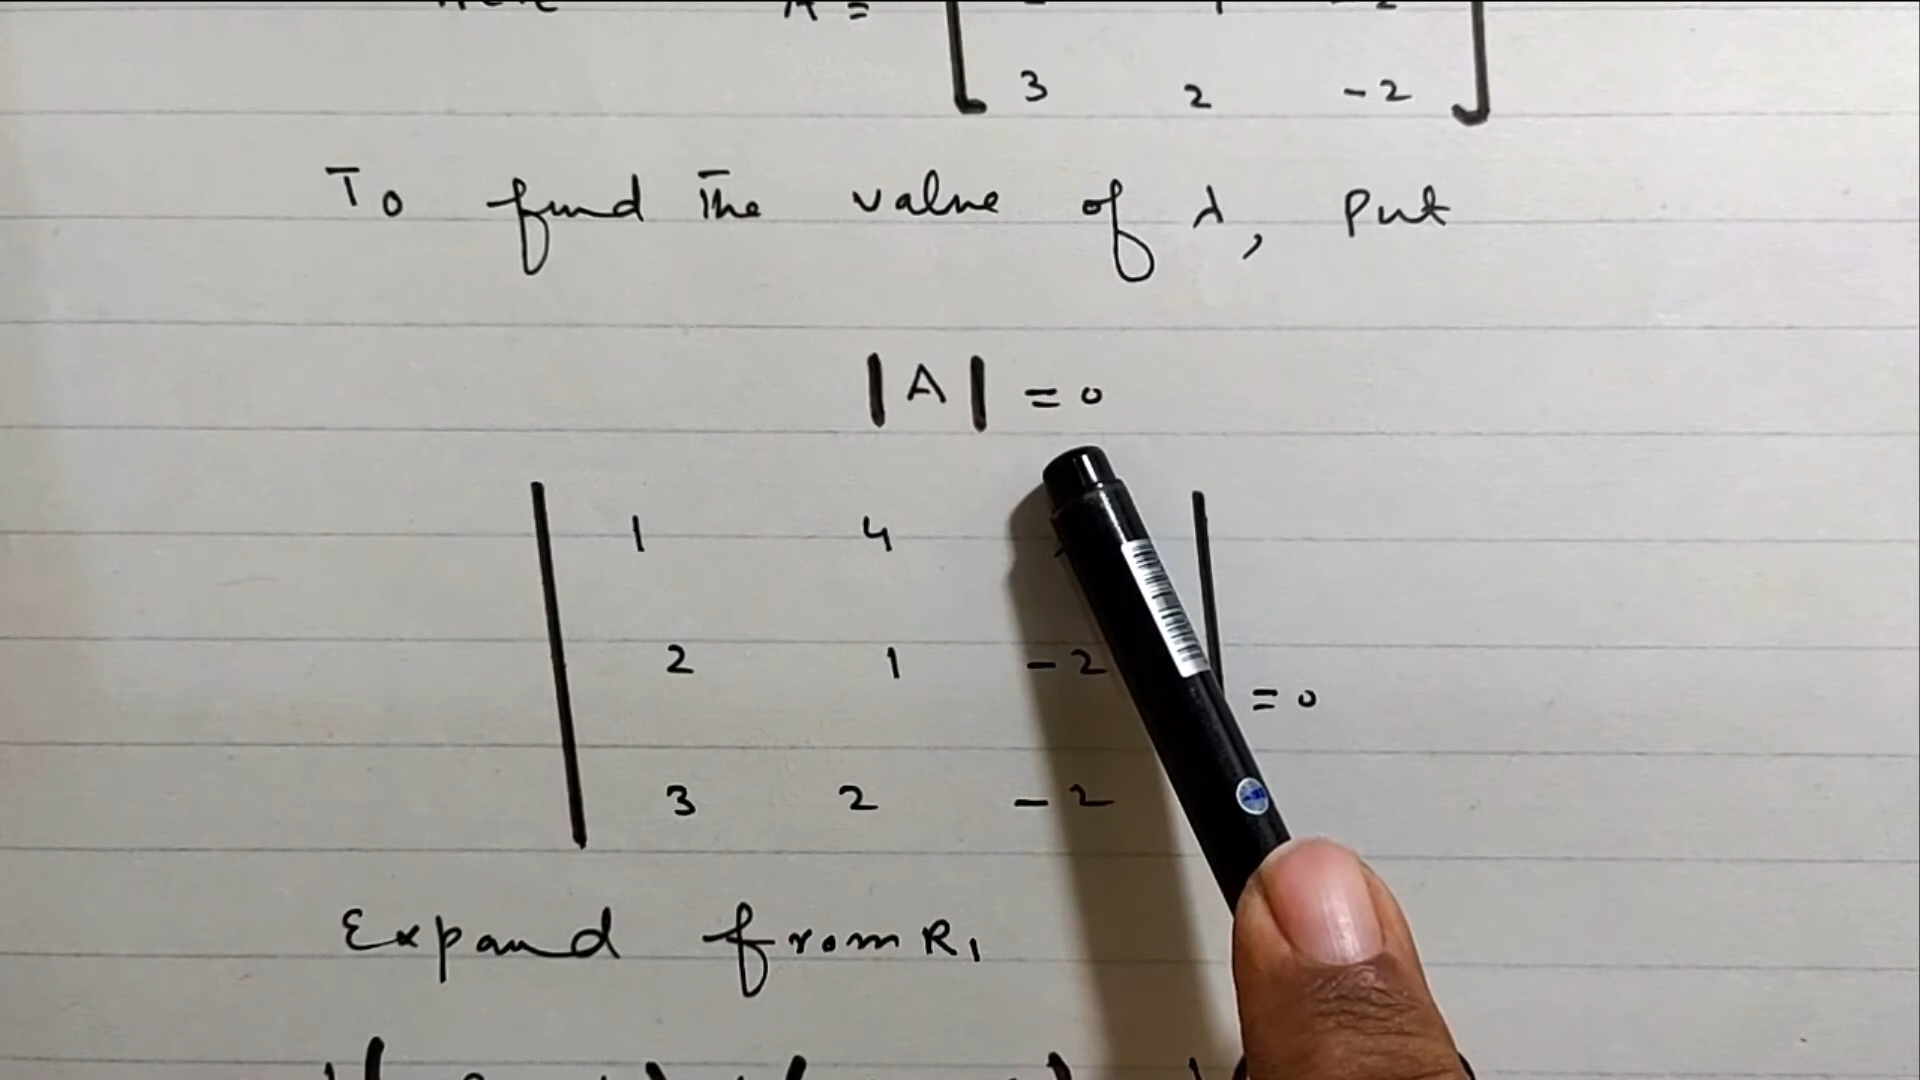 A =
3 2 -2
To find The value of λ, put
|A| = 0
1 4
2 1 -2
= 0
3 2 -2
Expand from R1